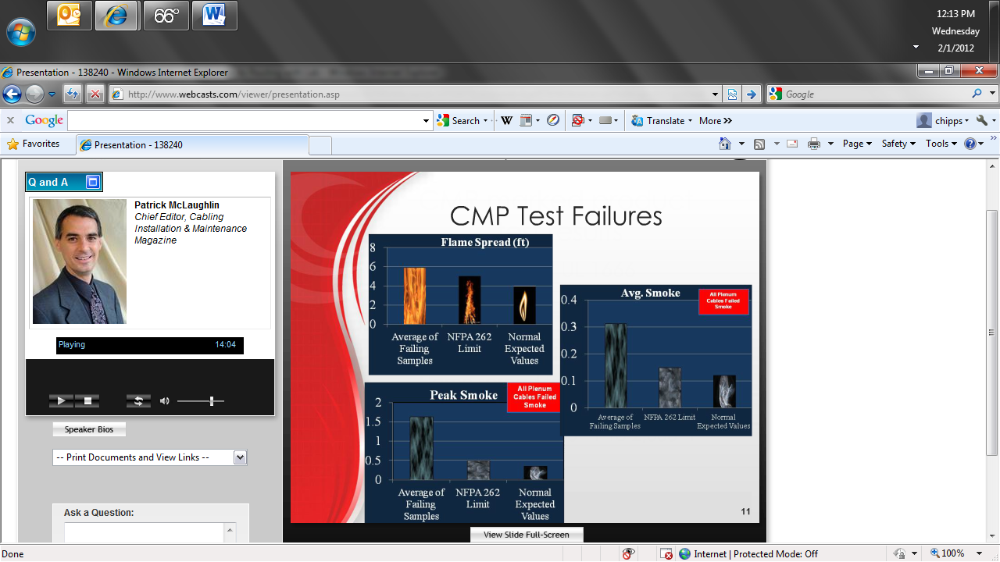 66°
12:13 PM
Wednesday
2/1/2012
Presentation - 138240 - Windows Internet Explorer
http://www.webcasts.com/viewer/presentation.asp
Google
X Google
Search
W
Translate
More »
chipps
Favorites
Presentation - 138240
Page
Safety
Tools
»
Q and A
Patrick McLaughlin
Chief Editor, Cabling
Installation & Maintenance
Magazine
Playing
14:04
Speaker Bios
-- Print Documents and View Links --
Ask a Question:
CMP Test Failures
Flame Spread (ft)
8
6
4
2
0
Average of
Failing
Samples
NFPA 262
Limit
Normal
Expected
Values
Avg. Smoke
All Plenum
Cables Failed
Smoke
0.4
0.3
0.2
0.1
0
Average of
Failing Samples
NFPA 262 Limit
Normal
Expected Values
Peak Smoke
All Plenum
Cables Failed
Smoke
2
1.5
1
0.5
0
Average of
Failing
Samples
NFPA 262
Limit
Normal
Expected
Values
11
View Slide Full-Screen
Done
Internet | Protected Mode: Off
100%